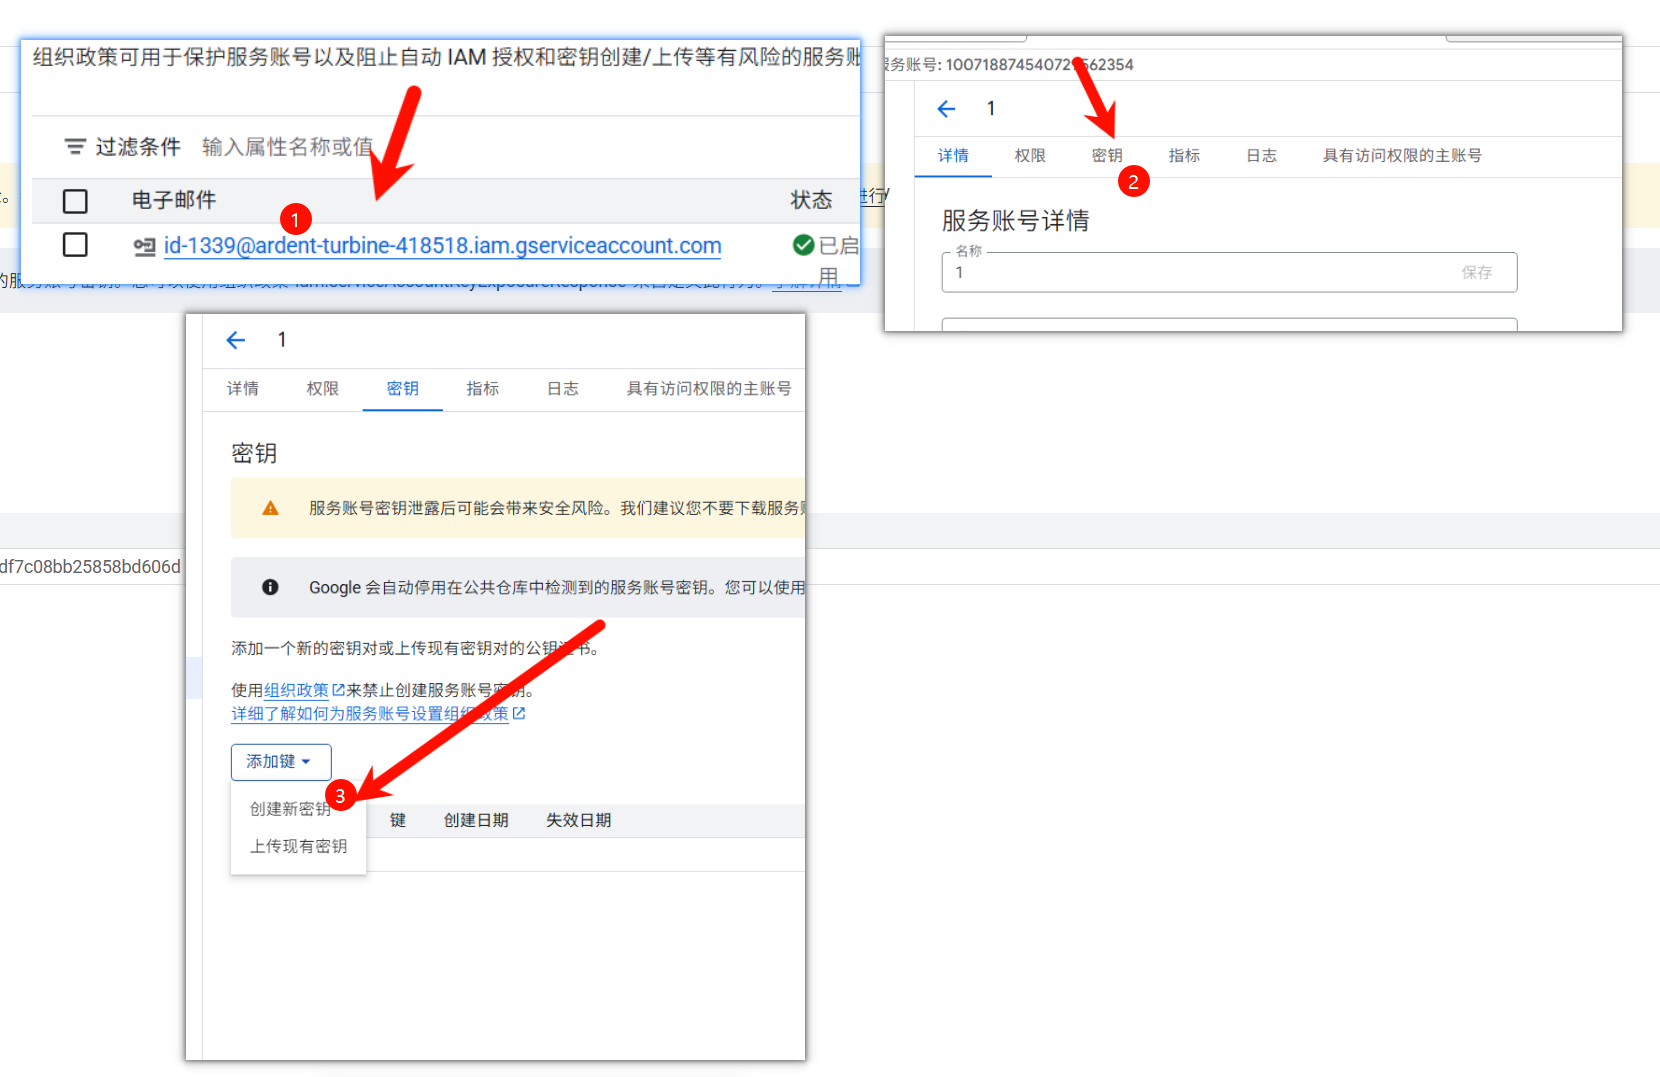 组织政策可用于保护服务账号以及阻止自动 IAM 授权和密钥创建/上传等有风险的服务账
过滤条件 输入属性名称或值
电子邮件 状态
1
id-1339@ardent-turbine-418518.iam.gserviceaccount.com 已启用
服务账号: 10071887454072
562354
1
详情 权限 密钥 指标 日志 具有访问权限的主账号
2
服务账号详情
名称
1 保存
进行/
1
详情 权限 密钥 指标 日志 具有访问权限的主账号
密钥
服务账号密钥泄露后可能会带来安全风险。我们建议您不要下载服务账
df7c08bb25858bd606d
Google 会自动停用在公共仓库中检测到的服务账号密钥。您可以使用
添加一个新的密钥对或上传现有密钥对的公钥证书。
使用组织政策来禁止创建服务账号密钥。
详细了解如何为服务账号设置组织政策
添加键
3
创建新密钥
上传现有密钥
键 创建日期 失效日期